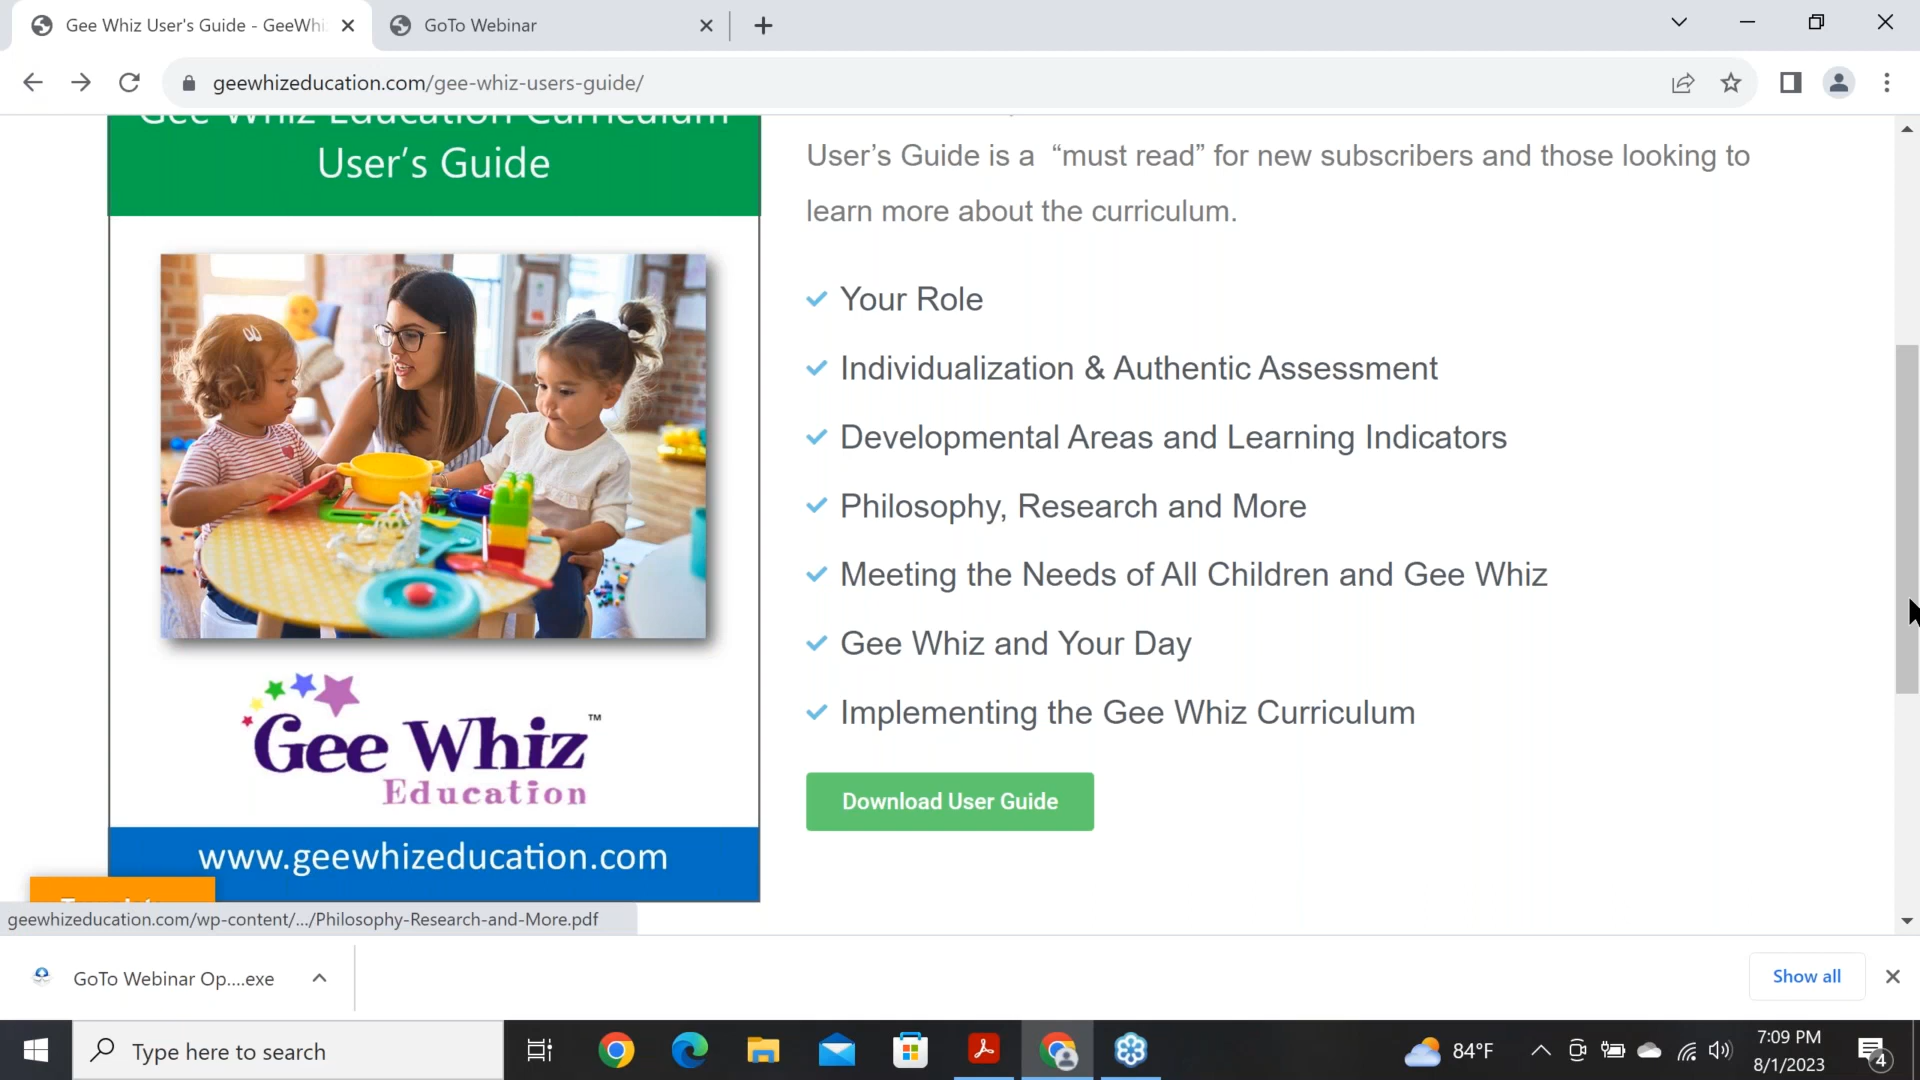 Gee Whiz User's Guide - GeeWhi
GoTo Webinar
geewhizeducation.com/gee-whiz-users-guide/
Gee Whiz Education Curriculum
User's Guide
User's Guide is a “must read” for new subscribers and those looking to
learn more about the curriculum.
Your Role
Individualization & Authentic Assessment
Developmental Areas and Learning Indicators
Philosophy, Research and More
Meeting the Needs of All Children and Gee Whiz
Gee Whiz and Your Day
Implementing the Gee Whiz Curriculum
Gee Whiz™
Education
Download User Guide
www.geewhizeducation.com
geewhizeducation.com/wp-content/.../Philosophy-Research-and-More.pdf
GoTo Webinar Op....exe
Show all
Type here to search
84°F
7:09 PM
8/1/2023
4